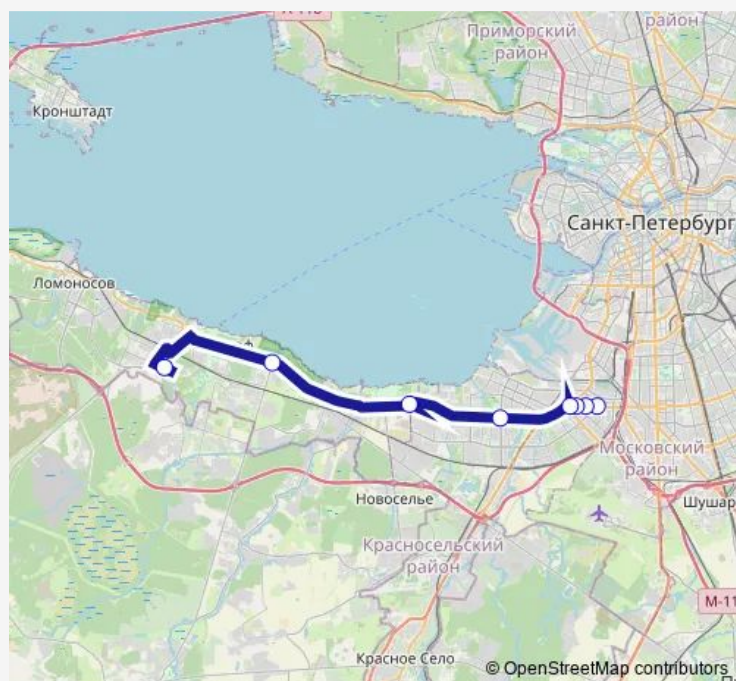 Приморский
район
район
Кронштадт
Санкт-Петербург
Ломоносов
Московский
район
Новоселье
Шушар
Красносельский
район
М-11
Красное Село
© OpenStreetMap contributors